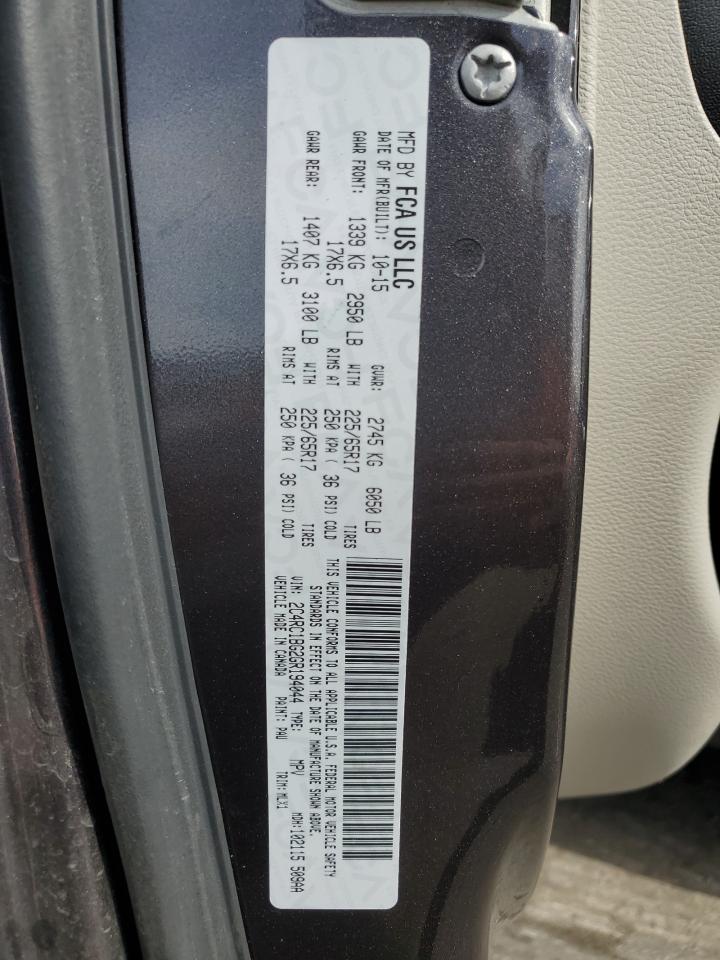 MFD BY FCA US LLC
DATE OF MFR(BUILT): 10-15 GVWR: 2745 KG 6050 LB
GAWR FRONT: 1339 KG 2950 LB WITH 225/65R17 TIRES
17X6.5 RIMS AT 250 KPA ( 36 PSI) COLD
GAWR REAR: 1407 KG 3100 LB WITH 225/65R17 TIRES
17X6.5 RIMS AT 250 KPA ( 36 PSI) COLD
THIS VEHICLE CONFORMS TO ALL APPLICABLE U.S.A. FEDERAL MOTOR VEHICLE SAFETY
STANDARDS IN EFFECT ON THE DATE OF MANUFACTURE SHOWN ABOVE.
VIN: 2C4RC1BG2GR194044 TYPE: MPV MDH:102115 509AA
VEHICLE MADE IN CANADA PAINT: PAU TRIM:MLX1